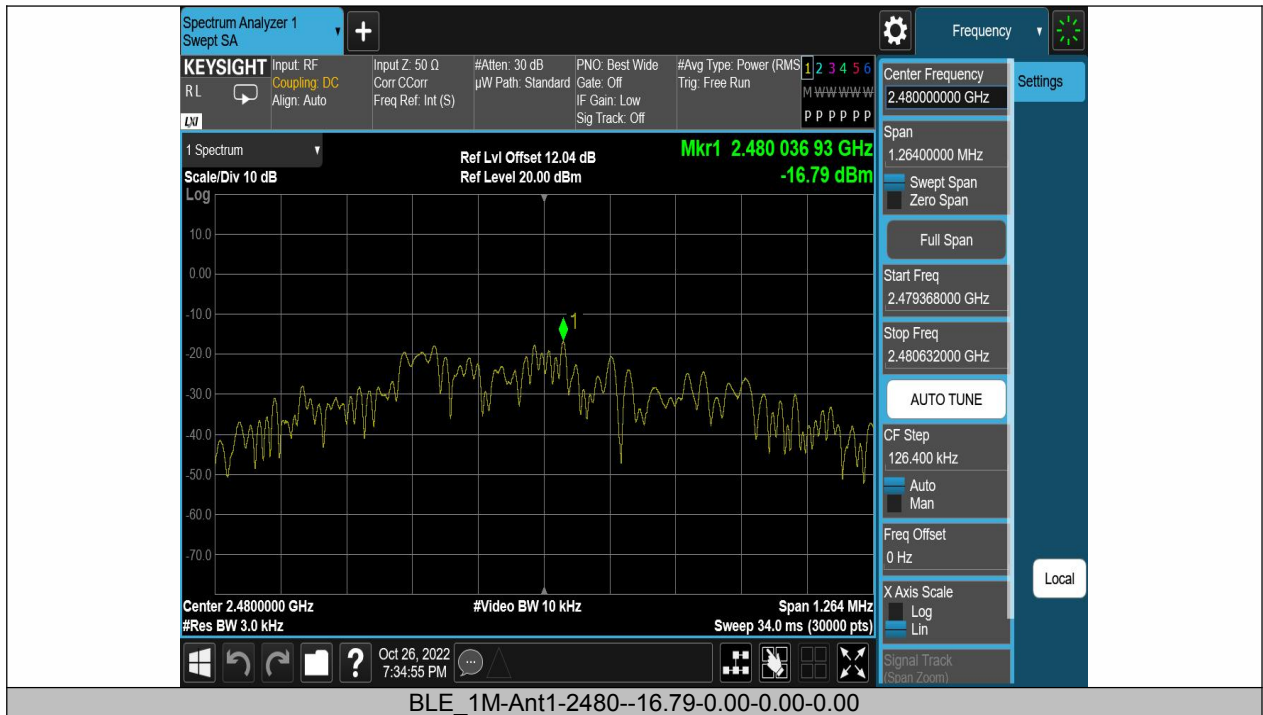 Spectrum Analyzer 1
Swept SA
+
Frequency
KEYSIGHT
RL
LXI
Input: RF
Coupling: DC
Align: Auto
Input Z: 50 Ω
Corr CCorr
Freq Ref: Int (S)
#Atten: 30 dB
µW Path: Standard
PNO: Best Wide
Gate: Off
IF Gain: Low
Sig Track: Off
#Avg Type: Power (RMS
Trig: Free Run
1 2 3 4 5 6
M W W W W W
P P P P P P
1 Spectrum
Scale/Div 10 dB
Ref Lvl Offset 12.04 dB
Ref Level 20.00 dBm
Mkr1 2.480 036 93 GHz
-16.79 dBm
Log
10.0
0.00
-10.0
-20.0
-30.0
-40.0
-50.0
-60.0
-70.0
1
Center 2.4800000 GHz
#Res BW 3.0 kHz
#Video BW 10 kHz
Span 1.264 MHz
Sweep 34.0 ms (30000 pts)
Center Frequency
2.480000000 GHz
Settings
Span
1.26400000 MHz
Swept Span
Zero Span
Full Span
Start Freq
2.479368000 GHz
Stop Freq
2.480632000 GHz
AUTO TUNE
CF Step
126.400 kHz
Auto
Man
Freq Offset
0 Hz
X Axis Scale
Log
Lin
Signal Track
(Span Zoom)
Local
?
Oct 26, 2022
7:34:55 PM
BLE_1M-Ant1-2480--16.79-0.00-0.00-0.00